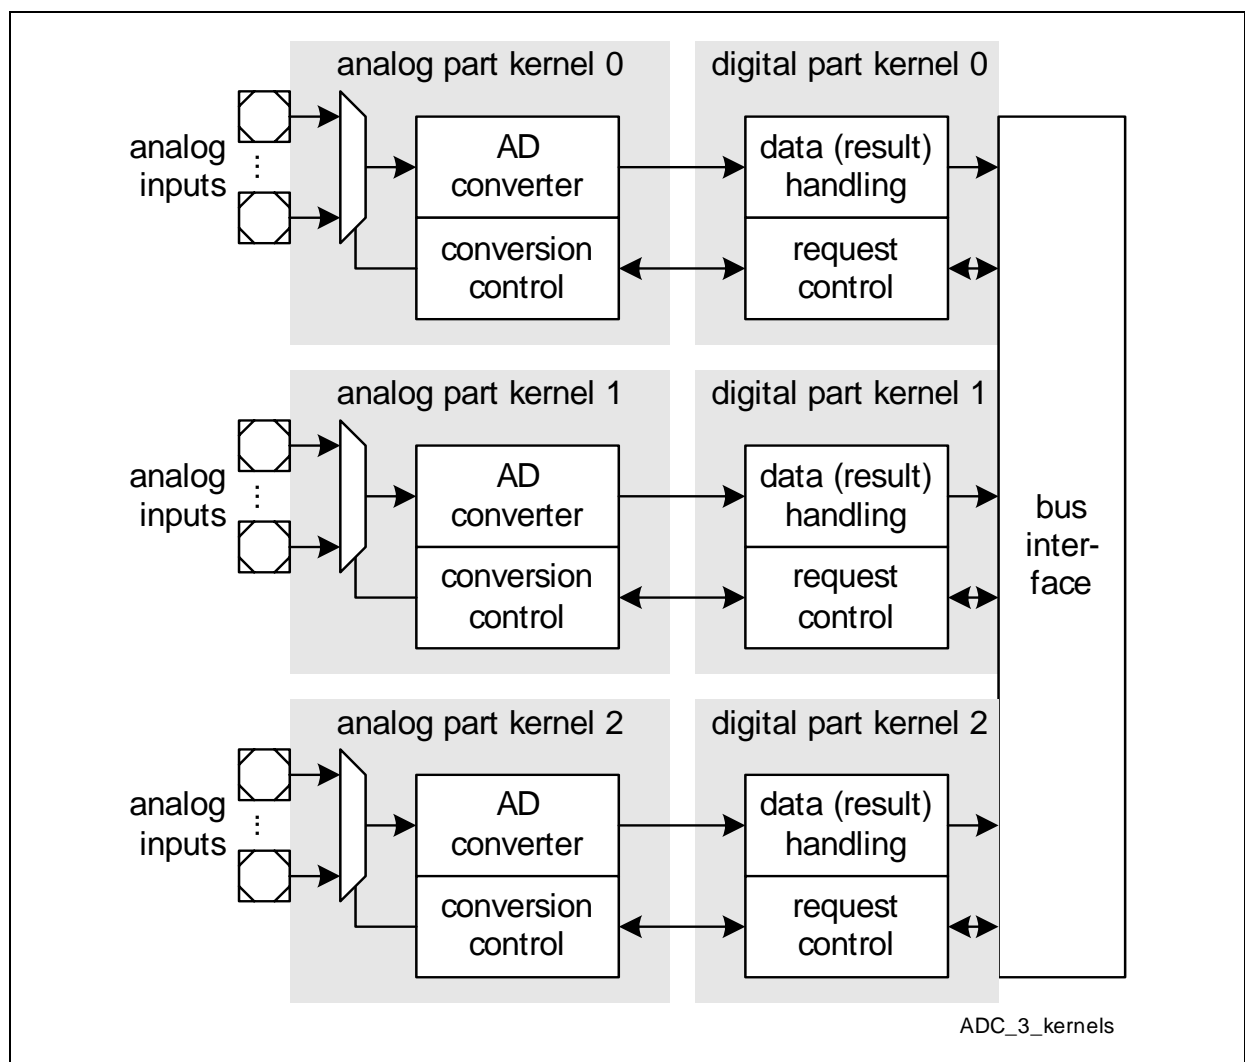 analog part kernel 0
digital part kernel 0
analog
inputs
AD
converter
conversion
control
data (result)
handling
request
control
analog part kernel 1
digital part kernel 1
analog
inputs
AD
converter
conversion
control
data (result)
handling
request
control
bus
inter-
face
analog part kernel 2
digital part kernel 2
analog
inputs
AD
converter
conversion
control
data (result)
handling
request
control
ADC_3_kernels